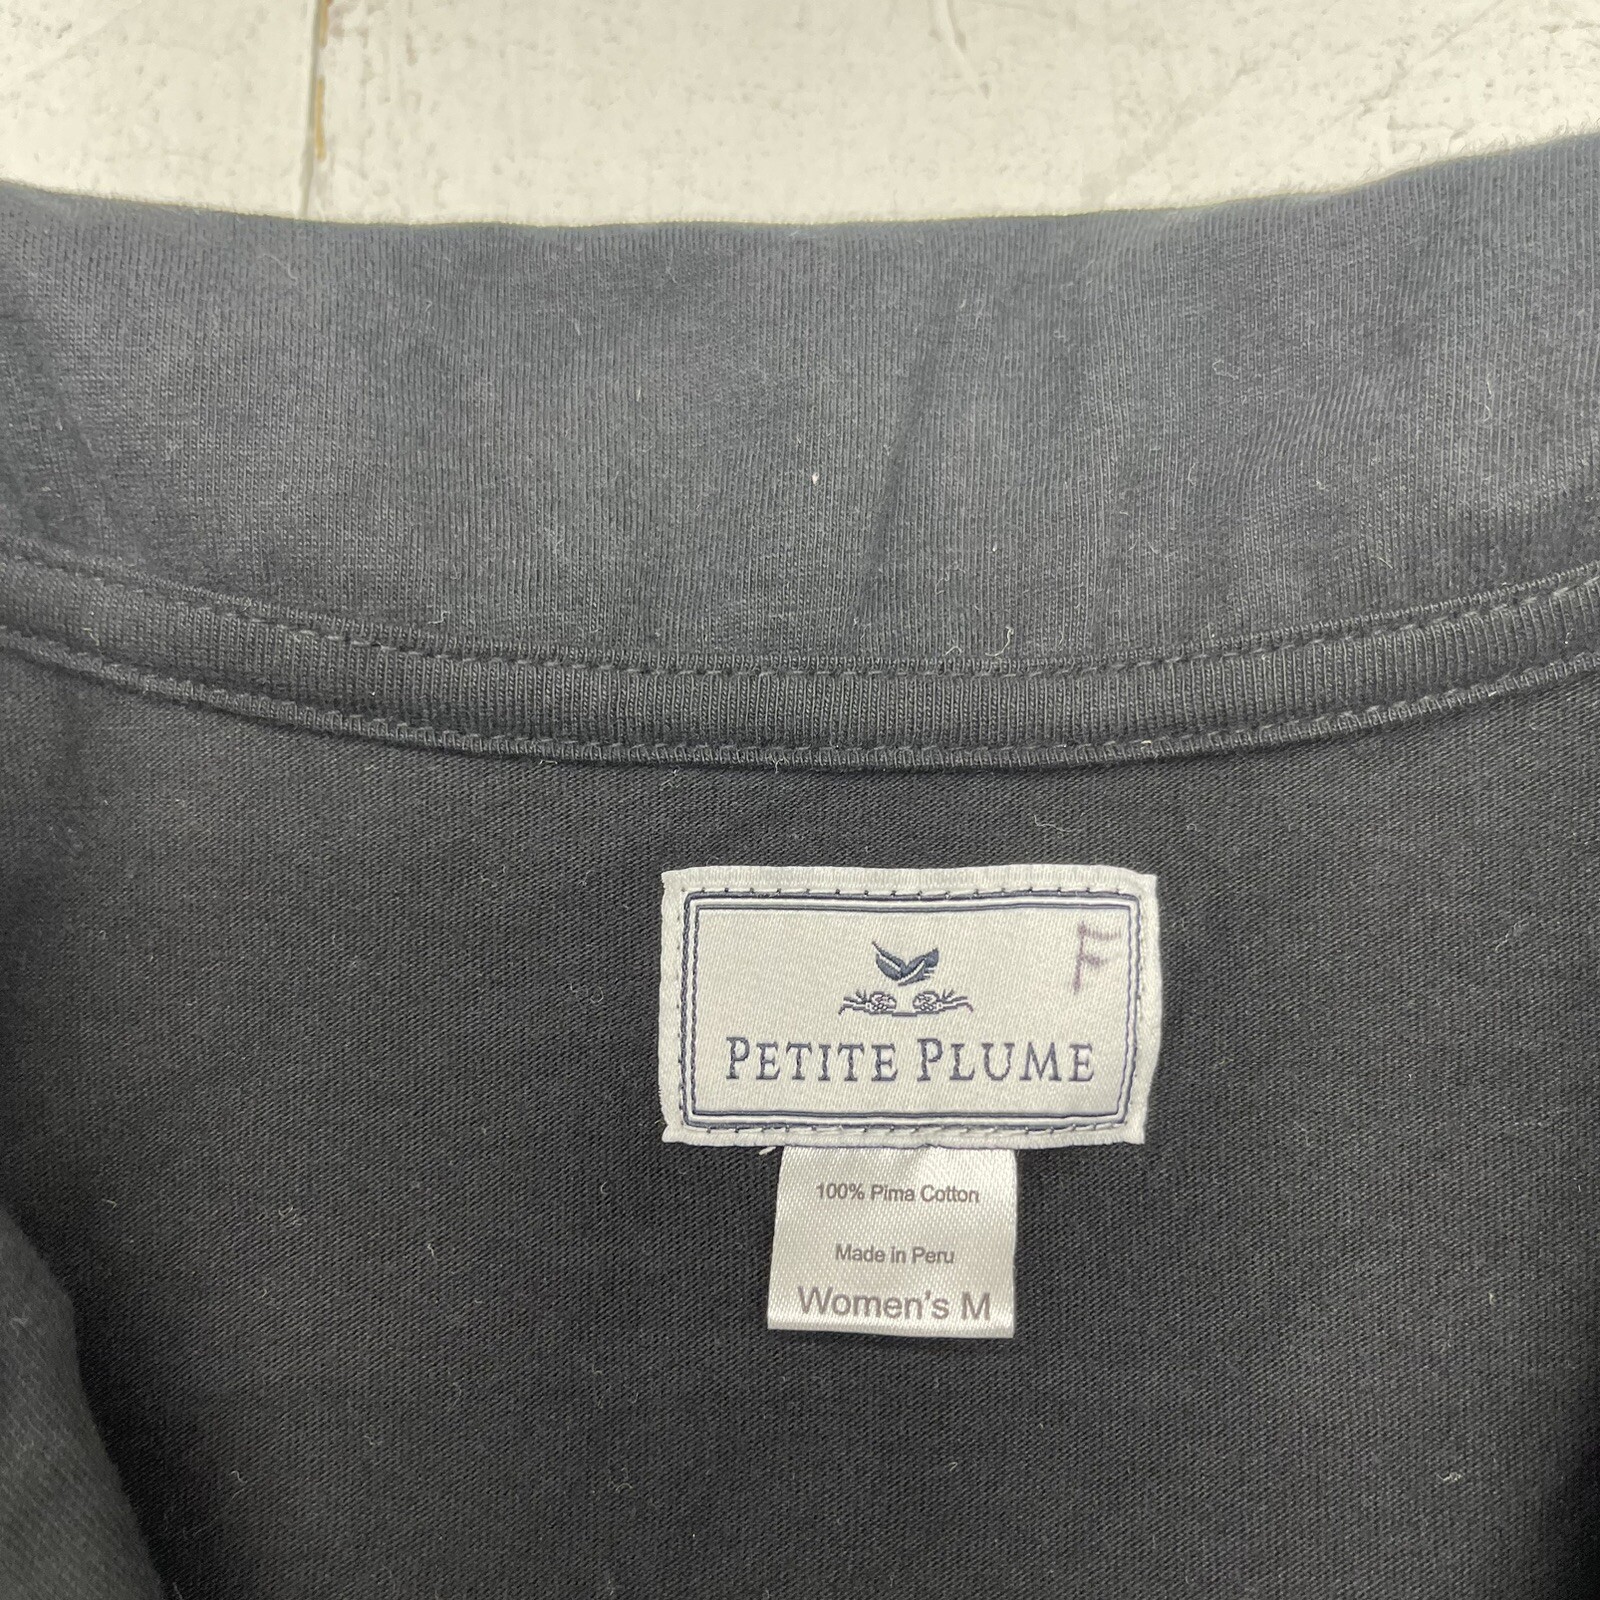 F
PETITE PLUME
100% Pima Cotton
Made in Peru
Women's M